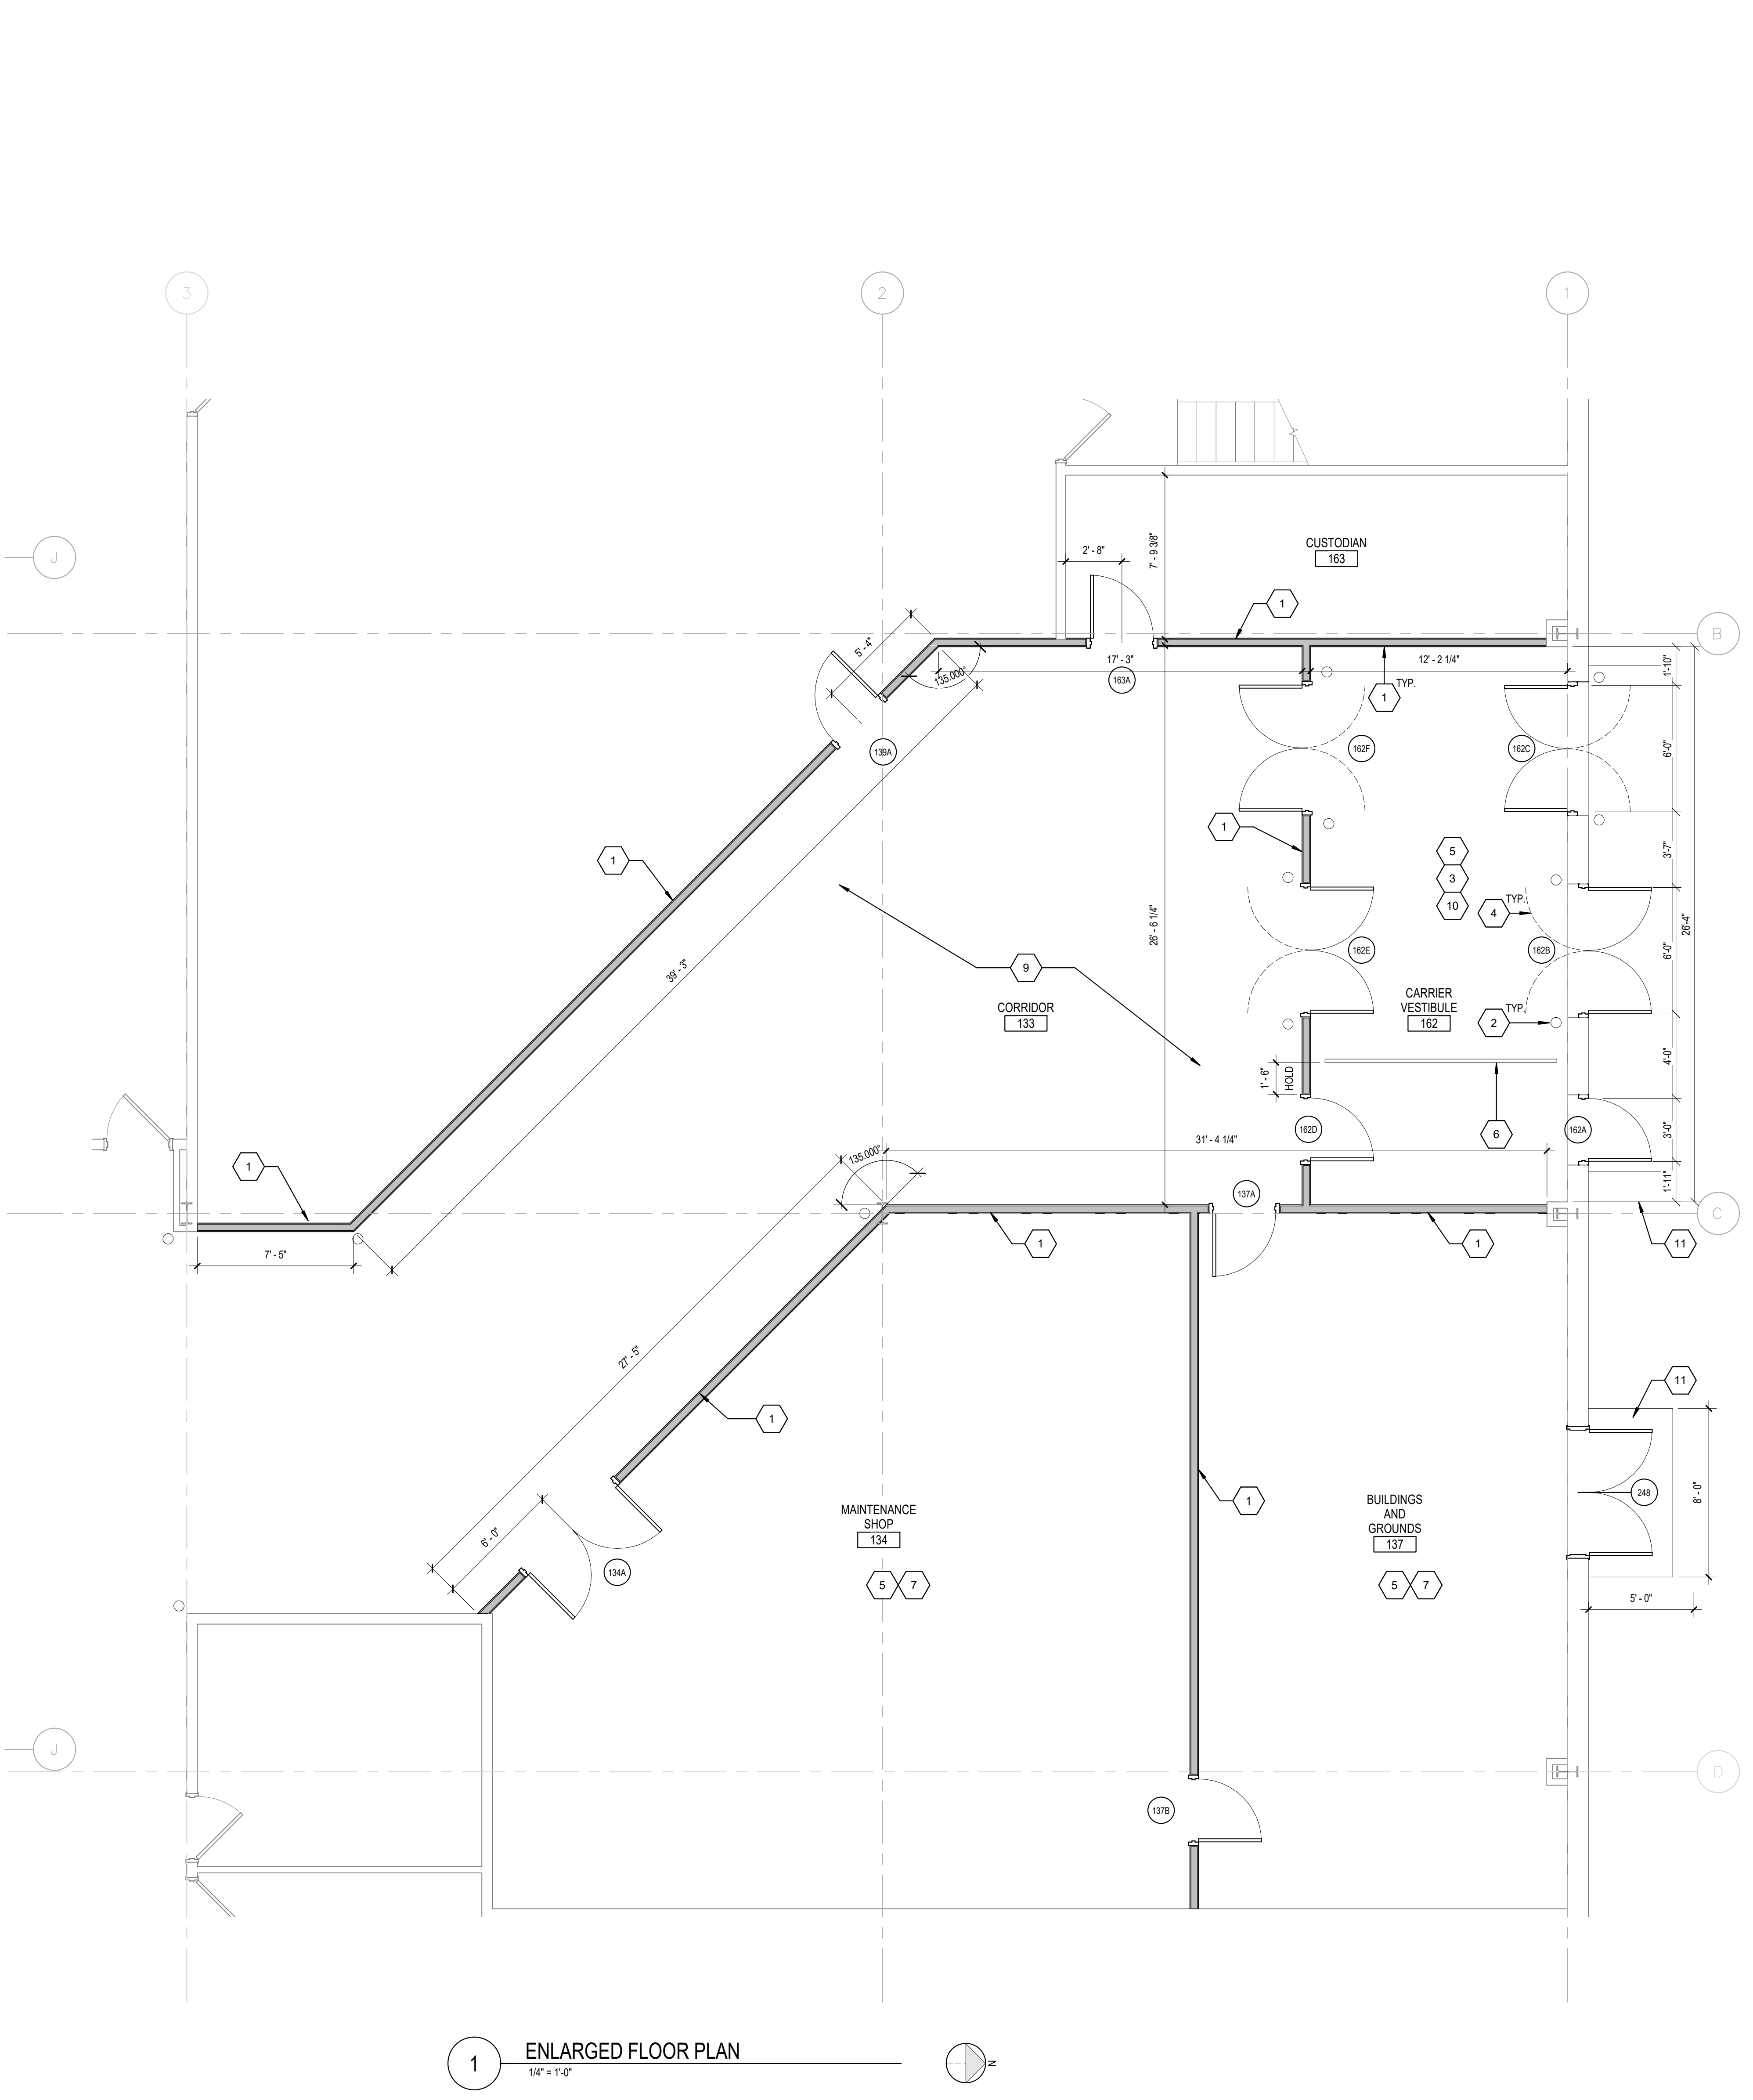 3
2
1
J
CUSTODIAN
163
7' - 9 3/8"
2' - 8"
1
B
5' - 4"
135.000°
17' - 3"
163A
12' - 2 1/4"
1
TYP.
1'-10"
139A
162F
162C
6'-0"
1
1
5
3
10
3'-7"
4
TYP.
26'-4"
26' - 6 1/4"
162E
162B
6'-0"
9
39' - 3"
CORRIDOR
133
CARRIER
VESTIBULE
162
2
TYP.
1' - 6"
HOLD
4'-0"
162D
6
162A
3'-0"
31' - 4 1/4"
135.000°
1
137A
1'-11"
C
1
1
11
7' - 5"
27' - 5"
11
1
248
8' - 0"
1
MAINTENANCE
SHOP
134
BUILDINGS
AND
GROUNDS
137
6' - 0"
134A
5
7
5
7
5' - 0"
J
D
137B
1
ENLARGED FLOOR PLAN
1/4" = 1'-0"
N